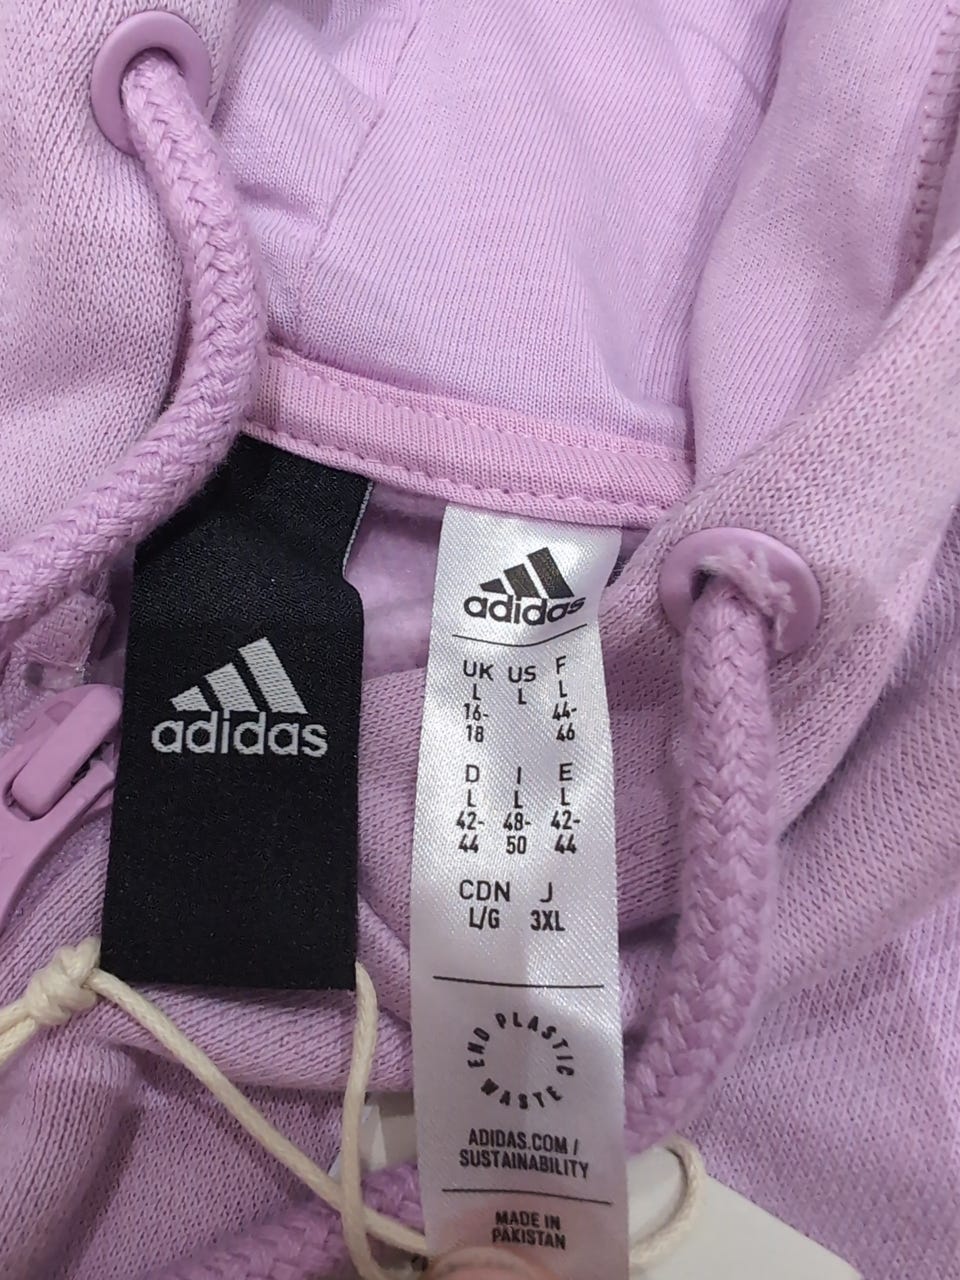 adidas
adidas
UK US F
L L L
16- 44-
18 46
D I E
L L L
42- 48- 42-
44 50 44
CDN J
L/G 3XL
END PLASTIC WASTE
ADIDAS.COM /
SUSTAINABILITY
MADE IN
PAKISTAN